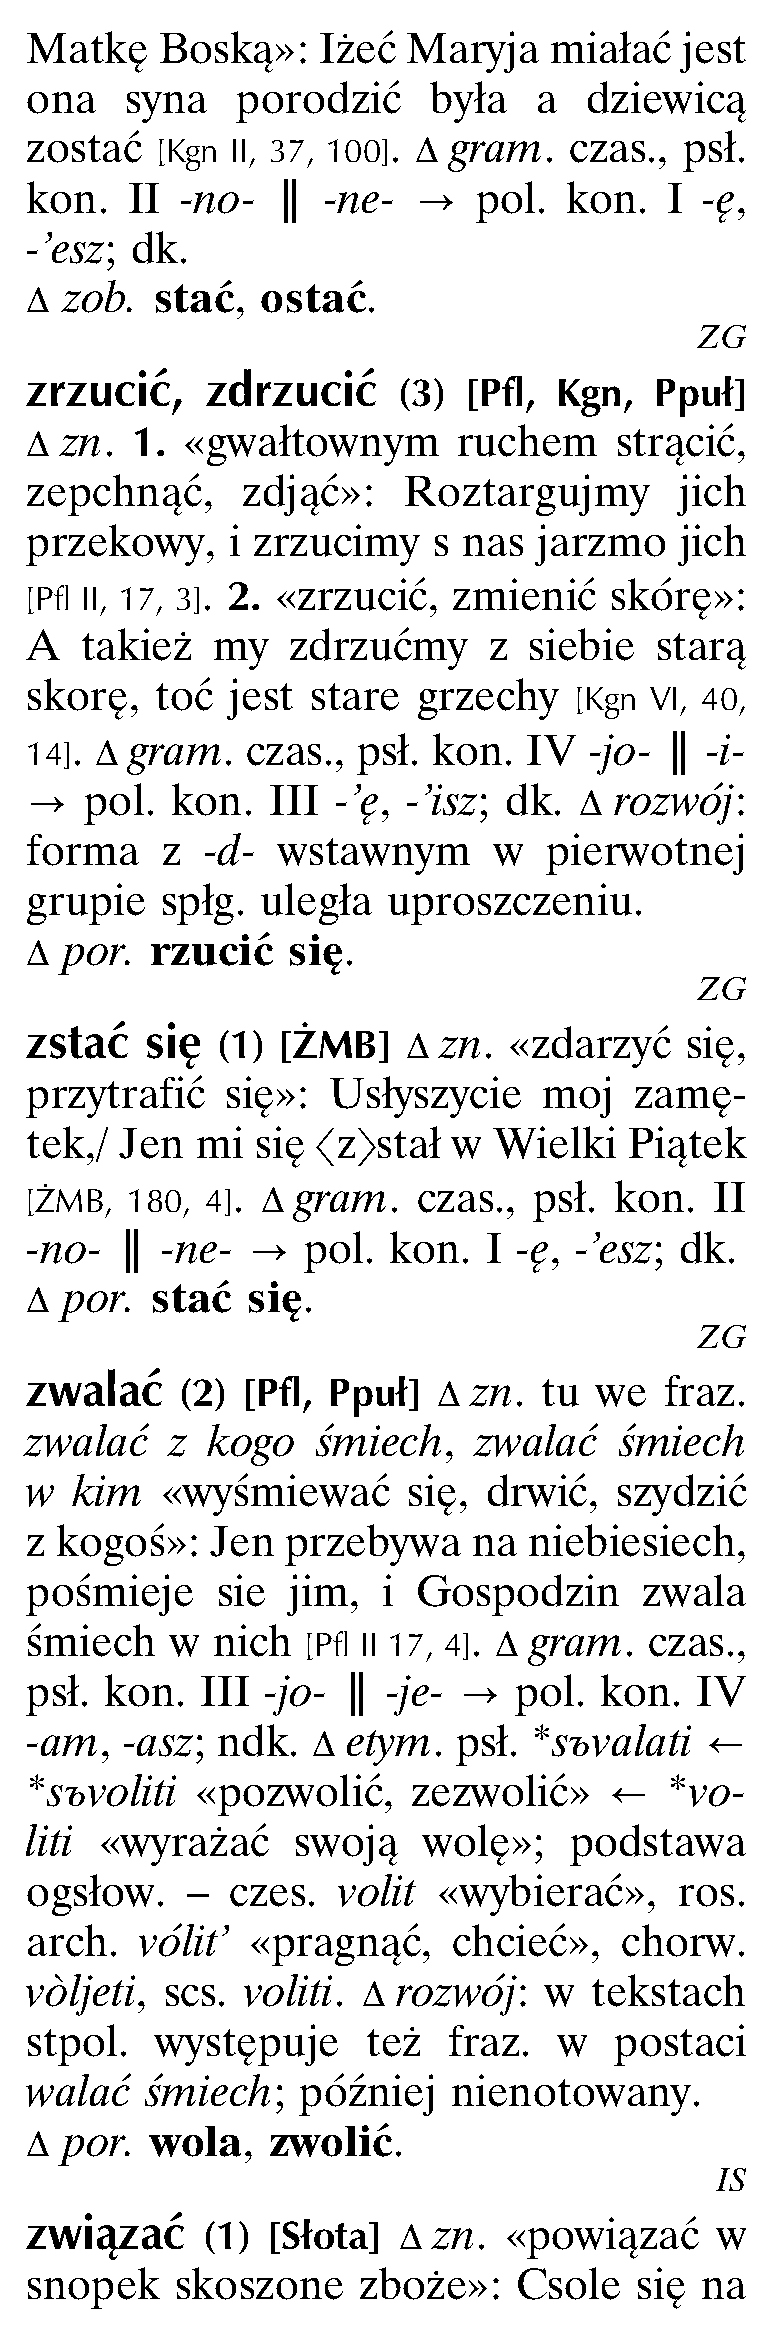 Matkę Boską»: Iżeć Maryja miałać jest
ona syna porodzić była a dziewicą
zostać [Kgn II, 37, 100]. Δ gram. czas., psł.
kon. II -no- ‖ -ne- → pol. kon. I -ę,
-’esz; dk.
Δ zob. stać, ostać.
ZG
zrzucić, zdrzucić (3) [Pfl, Kgn, Ppuł]
Δ zn. 1. «gwałtownym ruchem strącić,
zepchnąć, zdjąć»: Roztargujmy jich
przekowy, i zrzucimy s nas jarzmo jich
[Pfl II, 17, 3]. 2. «zrzucić, zmienić skórę»:
A takież my zdrzućmy z siebie starą
skorę, toć jest stare grzechy [Kgn VI, 40,
14]. Δ gram. czas., psł. kon. IV -jo- ‖ -i-
→ pol. kon. III -’ę, -’isz; dk. Δ rozwój:
forma z -d- wstawnym w pierwotnej
grupie spłg. uległa uproszczeniu.
Δ por. rzucić się.
ZG
zstać się (1) [ŻMB] Δ zn. «zdarzyć się,
przytrafić się»: Usłyszycie moj zamę-
tek,/ Jen mi się 〈z〉stał w Wielki Piątek
[ŻMB, 180, 4]. Δ gram. czas., psł. kon. II
-no- ‖ -ne- → pol. kon. I -ę, -’esz; dk.
Δ por. stać się.
ZG
zwalać (2) [Pfl, Ppuł] Δ zn. tu we fraz.
zwalać z kogo śmiech, zwalać śmiech
w kim «wyśmiewać się, drwić, szydzić
z kogoś»: Jen przebywa na niebiesiech,
pośmieje sie jim, i Gospodzin zwala
śmiech w nich [Pfl II 17, 4]. Δ gram. czas.,
psł. kon. III -jo- ‖ -je- → pol. kon. IV
-am, -asz; ndk. Δ etym. psł. *sъvalati ←
*sъvoliti «pozwolić, zezwolić» ← *vo-
liti «wyrażać swoją wolę»; podstawa
ogsłow. – czes. volit «wybierać», ros.
arch. vólit’ «pragnąć, chcieć», chorw.
vòljeti, scs. voliti. Δ rozwój: w tekstach
stpol. występuje też fraz. w postaci
walać śmiech; później nienotowany.
Δ por. wola, zwolić.
IS
związać (1) [Słota] Δ zn. «powiązać w
snopek skoszone zboże»: Csole się na